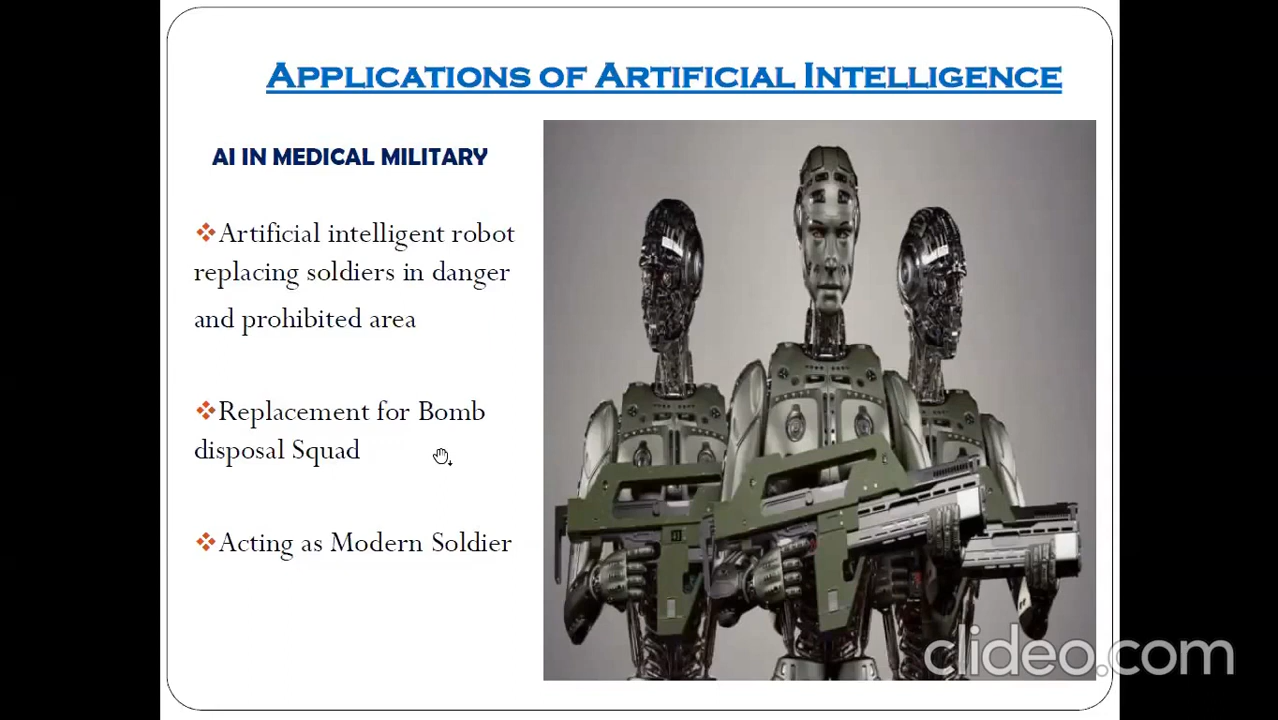 APPLICATIONS OF ARTIFICIAL INTELLIGENCE
AI IN MEDICAL MILITARY
❖Artificial intelligent robot
replacing soldiers in danger
and prohibited area
❖Replacement for Bomb
disposal Squad
❖Acting as Modern Soldier
clideo.com